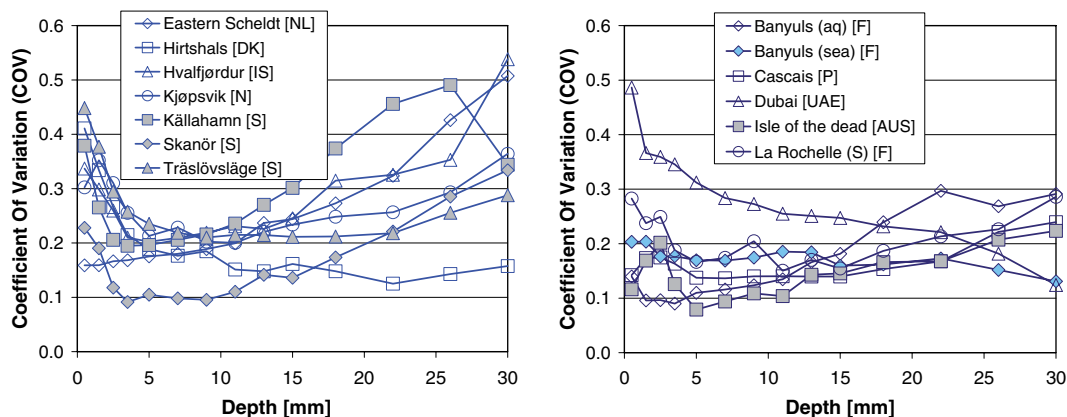 Coefficient Of Variation (COV)
0.6
0.5
0.4
0.3
0.2
0.1
0.0
Eastern Scheldt [NL]
Hirtshals [DK]
Hvalfjørdur [IS]
Kjøpsvik [N]
Källahamn [S]
Skanör [S]
Träslövsläge [S]
0 5 10 15 20 25 30
Depth [mm]
Coefficient Of Variation (COV)
0.6
0.5
0.4
0.3
0.2
0.1
0.0
Banyuls (aq) [F]
Banyuls (sea) [F]
Cascais [P]
Dubai [UAE]
Isle of the dead [AUS]
La Rochelle (S) [F]
0 5 10 15 20 25 30
Depth [mm]